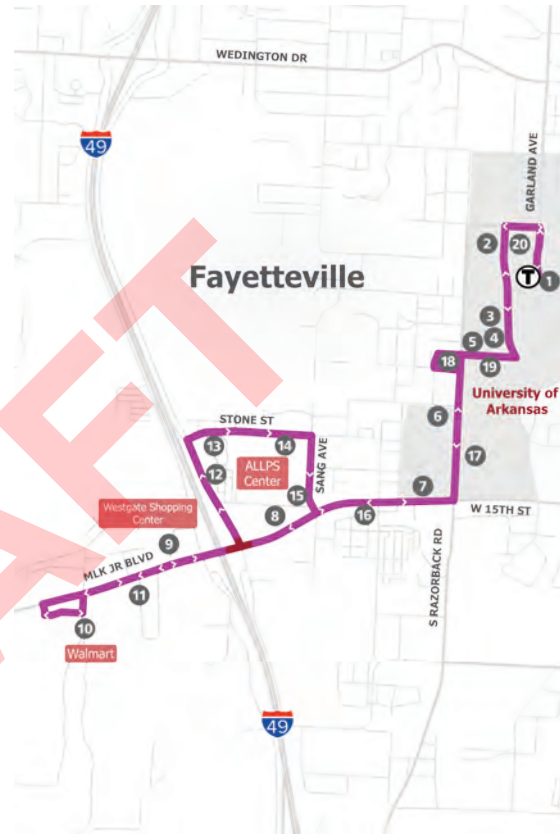 WEDINGTON DR
49
GARLAND AVE
2
20
Fayetteville
T
1
3
4
5
18
19
University of
Arkansas
6
STONE ST
13
14
SANG AVE
17
ALLPS
Center
12
15
7
Westgate Shopping
Center
8
16
W 15TH ST
9
MLK JR BLVD
S RAZORBACK RD
11
10
Walmart
49
AFT